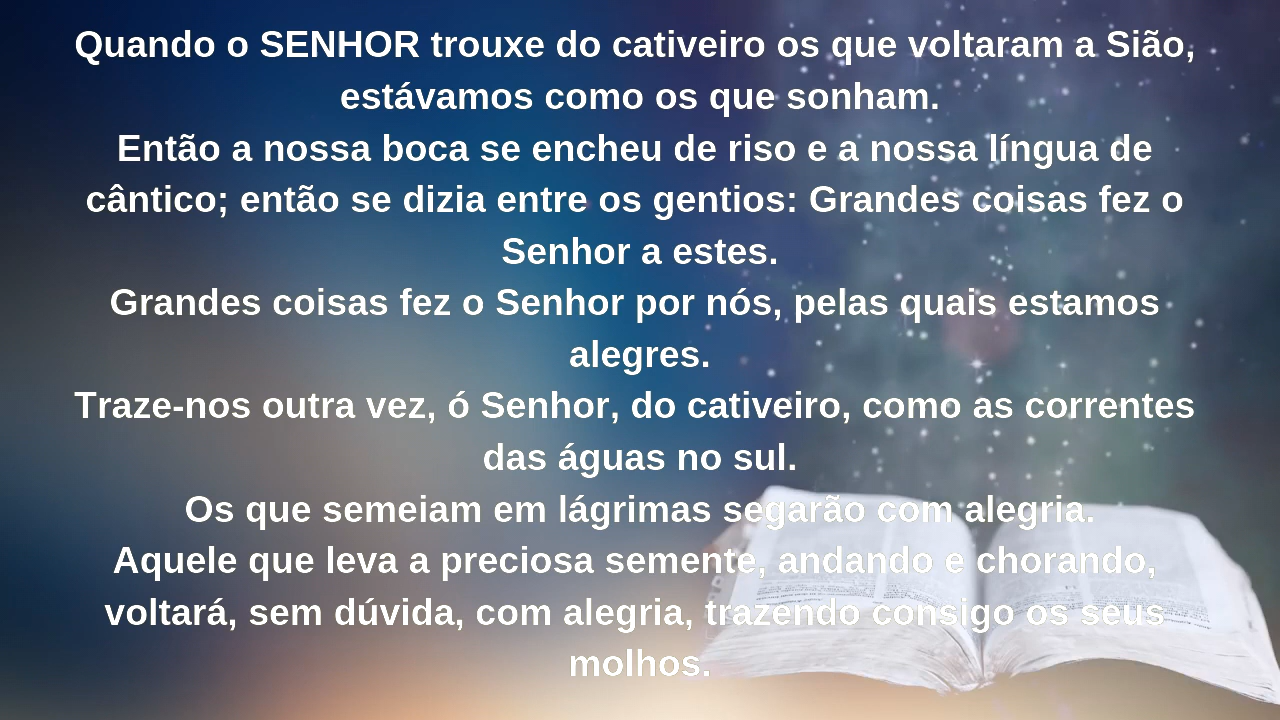 Quando o SENHOR trouxe do cativeiro os que voltaram a Sião,
estávamos como os que sonham.
Então a nossa boca se encheu de riso e a nossa língua de
cântico; então se dizia entre os gentios: Grandes coisas fez o
Senhor a estes.
Grandes coisas fez o Senhor por nós, pelas quais estamos
alegres.
Traze-nos outra vez, ó Senhor, do cativeiro, como as correntes
das águas no sul.
Os que semeiam em lágrimas segarão com alegria.
Aquele que leva a preciosa semente, andando e chorando,
voltará, sem dúvida, com alegria, trazendo consigo os seus
molhos.